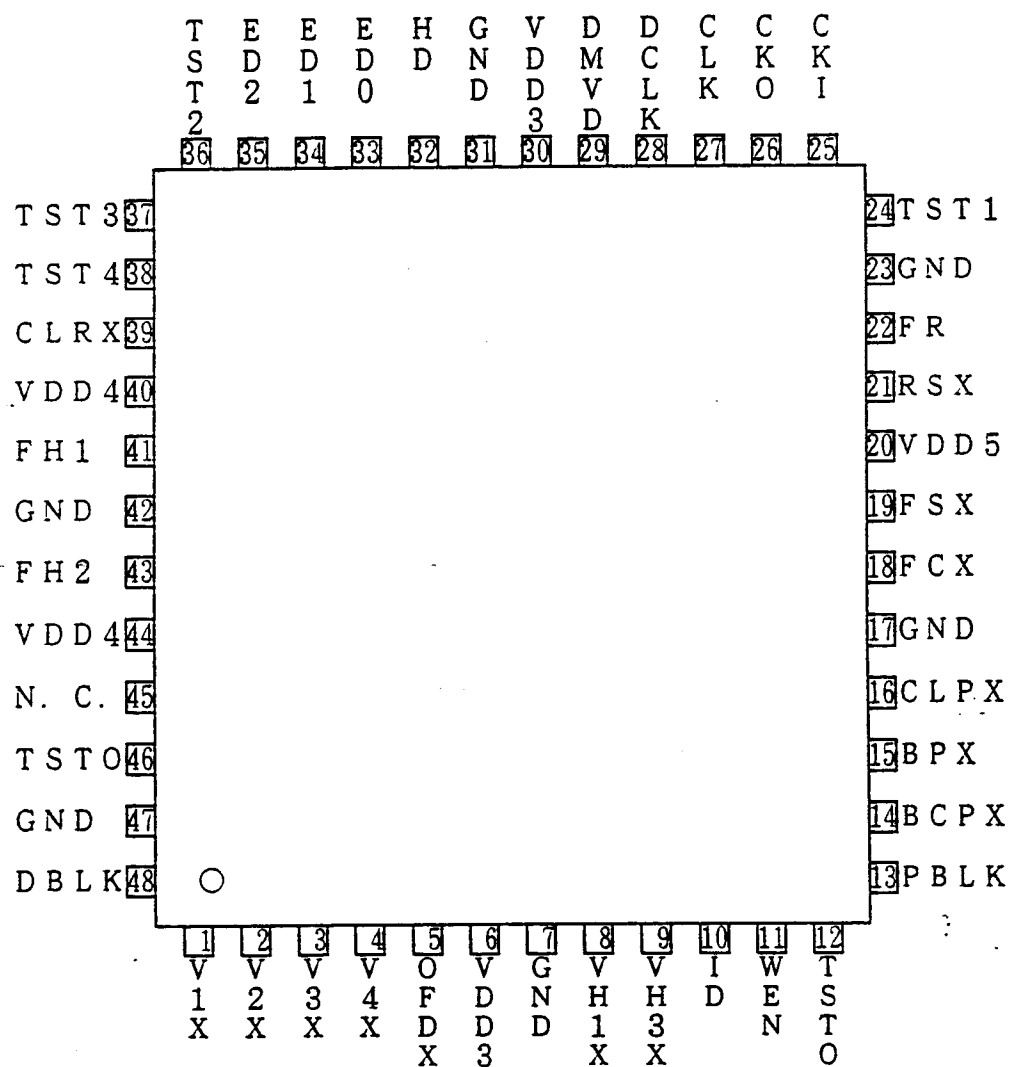 TST2 ED2 ED1 ED0 HD GND VDD3 DMVD DCLK CLK CKO CKI
36 35 34 33 32 31 30 29 28 27 26 25
TST3 37 24 TST1
TST4 38 23 GND
CLRX 39 22 FR
VDD4 40 21 RSX
FH1 41 20 VDD5
GND 42 19 FSX
FH2 43 18 FCX
VDD4 44 17 GND
N. C. 45 16 CLPX
TSTO 46 15 BPX
GND 47 14 BCPX
DBLK 48 13 PBLK
1 2 3 4 5 6 7 8 9 10 11 12
V1X V2X V3X V4X OFDX VDD3 GND VH1X VH3X ID WEN TSTO